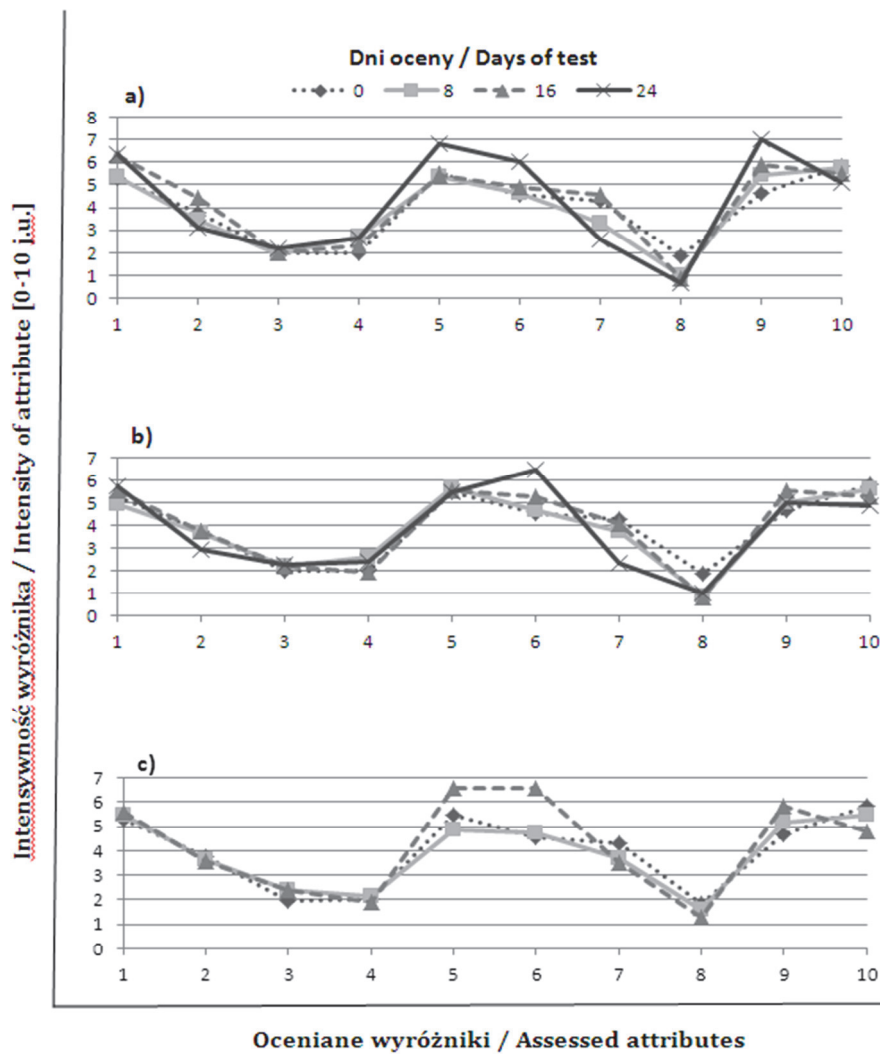 Dni oceny / Days of test
0 8 16 24
a)
8
7
6
5
4
3
2
1
0
1 2 3 4 5 6 7 8 9 10
b)
7
6
5
4
3
2
1
0
1 2 3 4 5 6 7 8 9 10
c)
7
6
5
4
3
2
1
0
1 2 3 4 5 6 7 8 9 10
Intensywność wyróżnika / Intensity of attribute [0-10 j.u.]
Oceniane wyróżniki / Assessed attributes